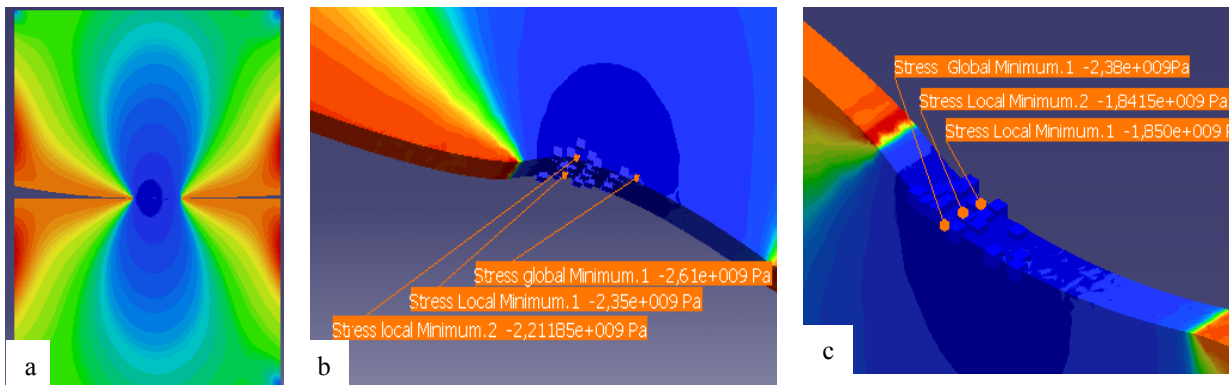 a
Stress global Minimum.1 -2,61e+009 Pa
Stress Local Minimum.1 -2,35e+009 Pa
Stress local Minimum.2 -2,21185e+009 Pa
b
Stress Global Minimum.1 -2,38e+009Pa
Stress Local Minimum.2 -1,8415e+009 Pa
Stress Local Minimum.1 -1,850e+009 P
c